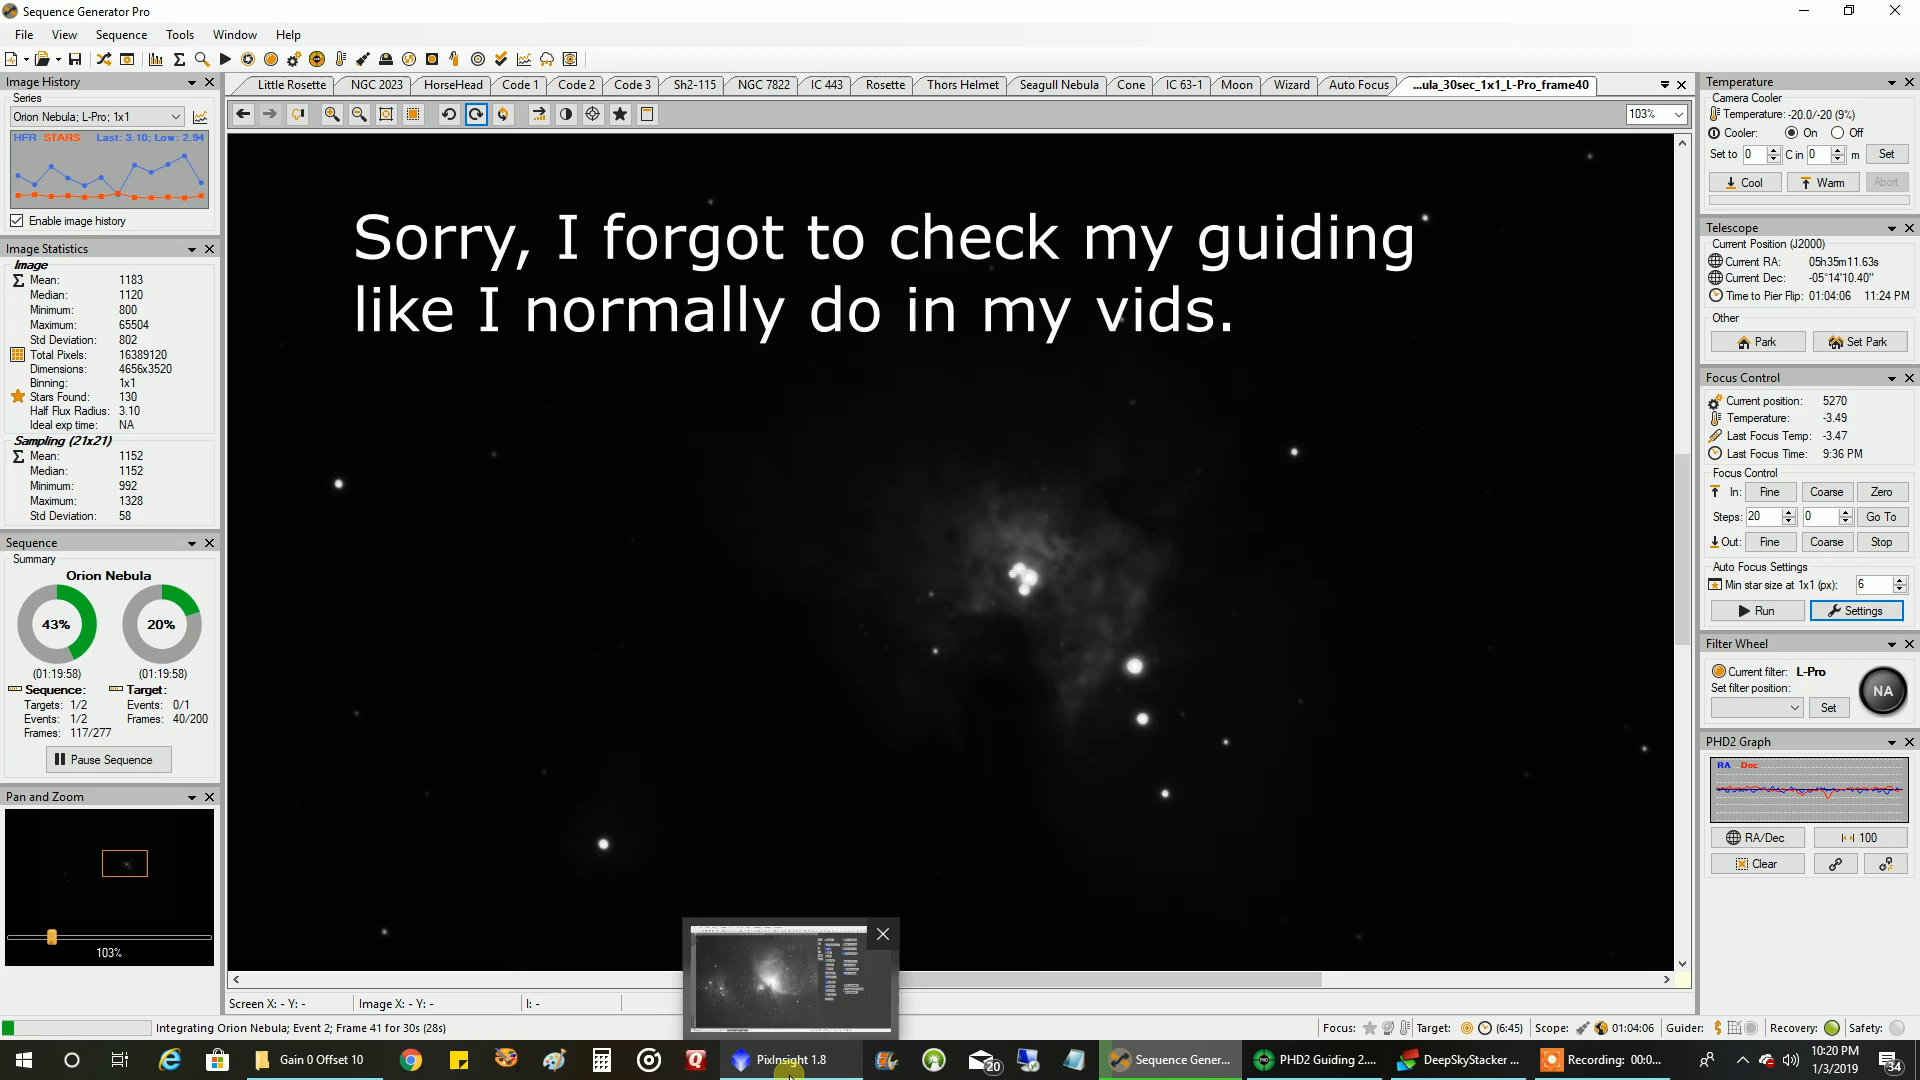 Sequence Generator Pro
File View Sequence Tools Window Help
Image History
Series
Orion Nebula; L-Pro; 1x1
HFR STARS Last: 3.10; Low: 2.94
Enable image history
Image Statistics
Image
Mean: 1183
Median: 1120
Minimum: 800
Maximum: 65504
Std Deviation: 802
Total Pixels: 16389120
Dimensions: 4656x3520
Binning: 1x1
Stars Found: 130
Half Flux Radius: 3.10
Ideal exp time: NA
Sampling (21x21)
Mean: 1152
Median: 1152
Minimum: 992
Maximum: 1328
Std Deviation: 58
Sequence
Summary
Orion Nebula
43% 20%
(01:19:58) (01:19:58)
Sequence: Target:
Targets: 1/2 Events: 0/1
Events: 1/2 Frames: 40/200
Frames: 117/277
Pause Sequence
Pan and Zoom
103%
Little Rosette NGC 2023 HorseHead Code 1 Code 2 Code 3 Sh2-115 NGC 7822 IC 443 Rosette Thors Helmet Seagull Nebula Cone IC 63-1 Moon Wizard Auto Focus ...ula_30sec_1x1_L-Pro_frame40
103%
Sorry, I forgot to check my guiding
like I normally do in my vids.
Screen X: - Y: - Image X: - Y: - I: -
Integrating Orion Nebula; Event 2; Frame 41 for 30s (28s)
Focus: Target: (6:45) Scope: 01:04:06 Guider: Recovery: Safety:
Temperature
Camera Cooler
Temperature: -20.0/-20 (9%)
Cooler: On Off
Set to 0 C in 0 m Set
Cool Warm Abort
Telescope
Current Position (J2000)
Current RA: 05h35m11.63s
Current Dec: -05°14'10.40"
Time to Pier Flip: 01:04:06 11:24 PM
Other
Park Set Park
Focus Control
Current position: 5270
Temperature: -3.49
Last Focus Temp: -3.47
Last Focus Time: 9:36 PM
Focus Control
In: Fine Coarse Zero
Steps: 20 0 Go To
Out: Fine Coarse Stop
Auto Focus Settings
Min star size at 1x1 (px): 6
Run Settings
Filter Wheel
Current filter: L-Pro
Set filter position:
Set
NA
PHD2 Graph
RA Dec
RA/Dec 100
Clear
Gain 0 Offset 10
PixInsight 1.8
20
Sequence Gener...
PHD2 Guiding 2....
DeepSkyStacker ...
Recording: 00:0...
10:20 PM
1/3/2019
34